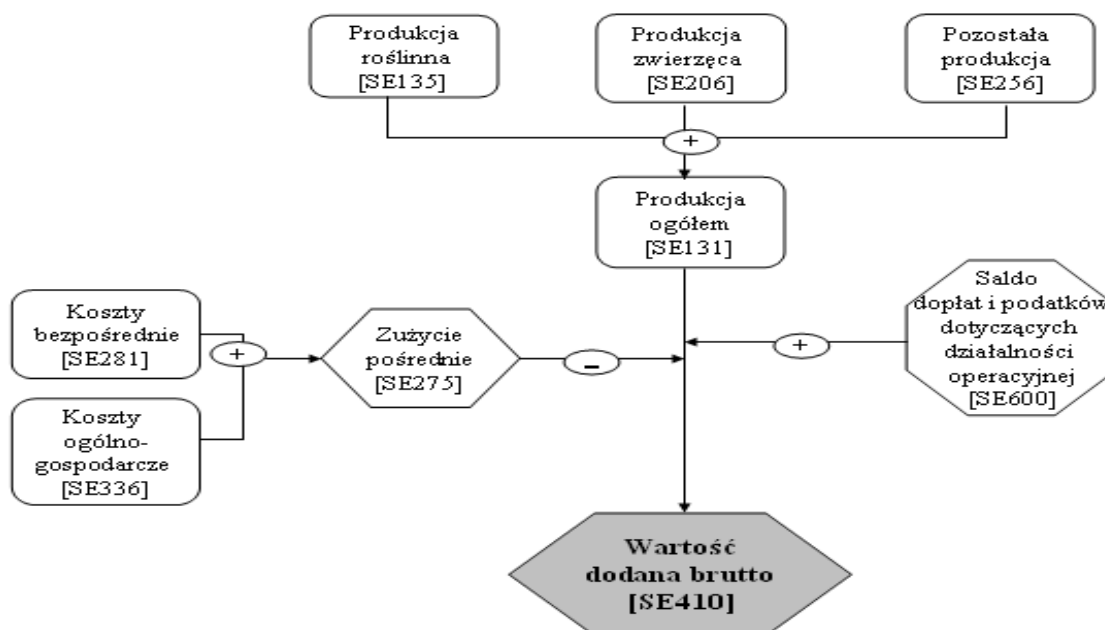 Produkcja
roślinna
[SE135]
Produkcja
zwierzęca
[SE206]
Pozostała
produkcja
[SE256]
+
Produkcja
ogółem
[SE131]
Koszty
bezpośrednie
[SE281]
+
Koszty
ogólno-
gospodarcze
[SE336]
Zużycie
pośrednie
[SE275]
–
+
Saldo
dopłat i podatków
dotyczących
działalności
operacyjnej
[SE600]
Wartość
dodana brutto
[SE410]